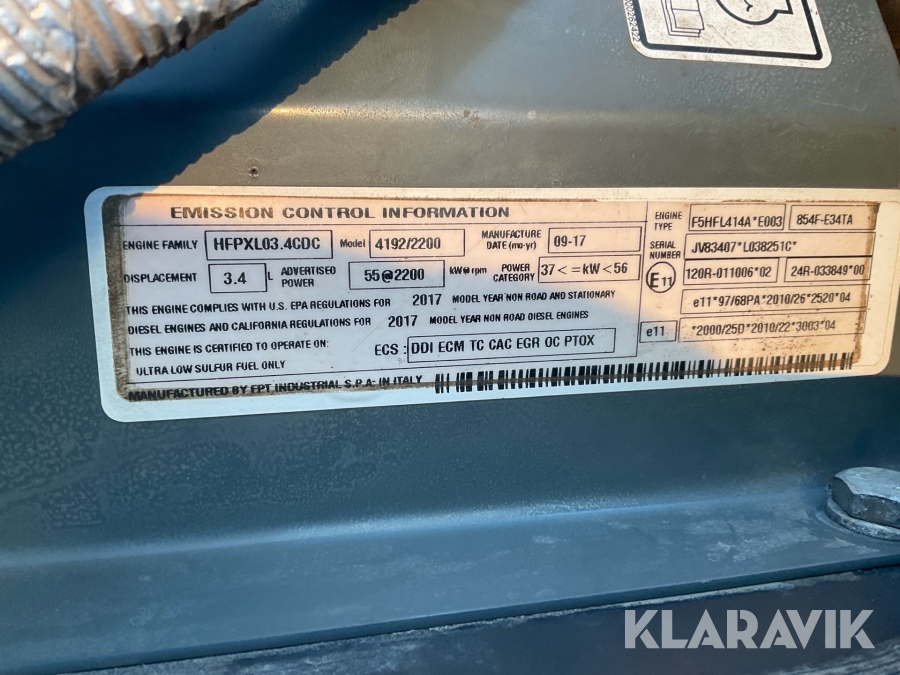 EMISSION CONTROL INFORMATION
ENGINE FAMILY HFPXL03.4CDC Model 4192/2200 MANUFACTURE DATE (mo-yr) 09-17
DISPLACEMENT 3.4 L ADVERTISED POWER 55@2200 kW@rpm POWER CATEGORY 37<=kW<56
THIS ENGINE COMPLIES WITH U.S. EPA REGULATIONS FOR 2017 MODEL YEAR NON ROAD AND STATIONARY
DIESEL ENGINES AND CALIFORNIA REGULATIONS FOR 2017 MODEL YEAR NON ROAD DIESEL ENGINES
THIS ENGINE IS CERTIFIED TO OPERATE ON:
ULTRA LOW SULFUR FUEL ONLY
ECS : DDI ECM TC CAC EGR OC PTOX
MANUFACTURED BY FPT INDUSTRIAL S.P.A. IN ITALY
ENGINE TYPE F5HFL414A*E003 854F-E34TA
SERIAL NUMBER JV83407*L038251C*
E11 120R-011006*02 24R-033849*00
e11*97/68PA*2010/26*2520*04
e11 *2000/25D*2010/22*3003*04
KLARAVIK